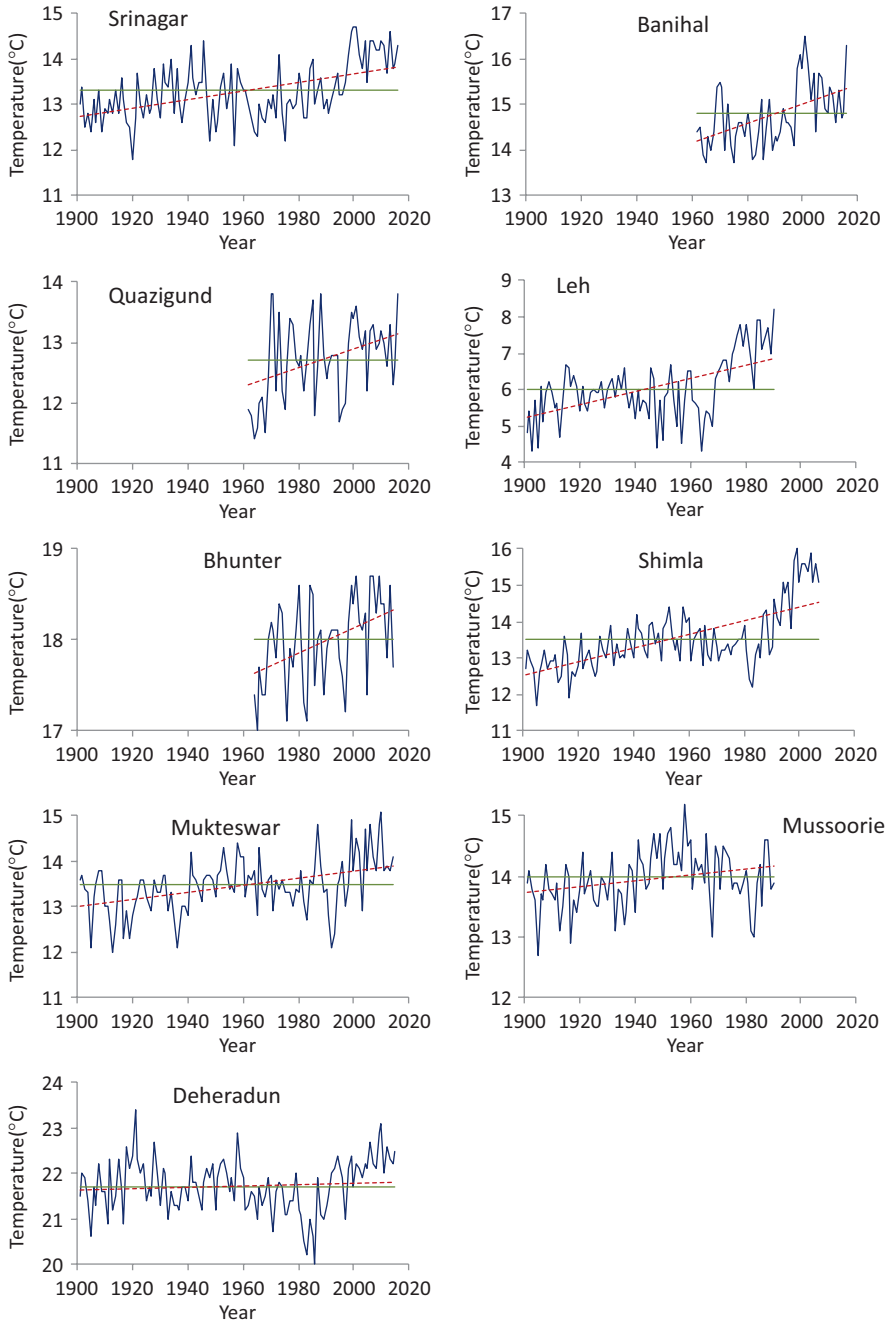 Srinagar
Temperature(°C)
15
14
13
12
11
1900 1920 1940 1960 1980 2000 2020
Year
Banihal
Temperature(°C)
17
16
15
14
13
1900 1920 1940 1960 1980 2000 2020
Year
Quazigund
Temperature(°C)
14
13
12
11
1900 1920 1940 1960 1980 2000 2020
Year
Leh
Temperature(°C)
9
8
7
6
5
4
1900 1920 1940 1960 1980 2000 2020
Year
Bhunter
Temperature(°C)
19
18
17
1900 1920 1940 1960 1980 2000 2020
Year
Shimla
Temperature(°C)
16
15
14
13
12
11
1900 1920 1940 1960 1980 2000 2020
Year
Mukteswar
Temperature(°C)
15
14
13
12
11
1900 1920 1940 1960 1980 2000 2020
Year
Mussoorie
Temperature(°C)
15
14
13
12
1900 1920 1940 1960 1980 2000 2020
Year
Deheradun
Temperature(°C)
24
23
22
21
20
1900 1920 1940 1960 1980 2000 2020
Year